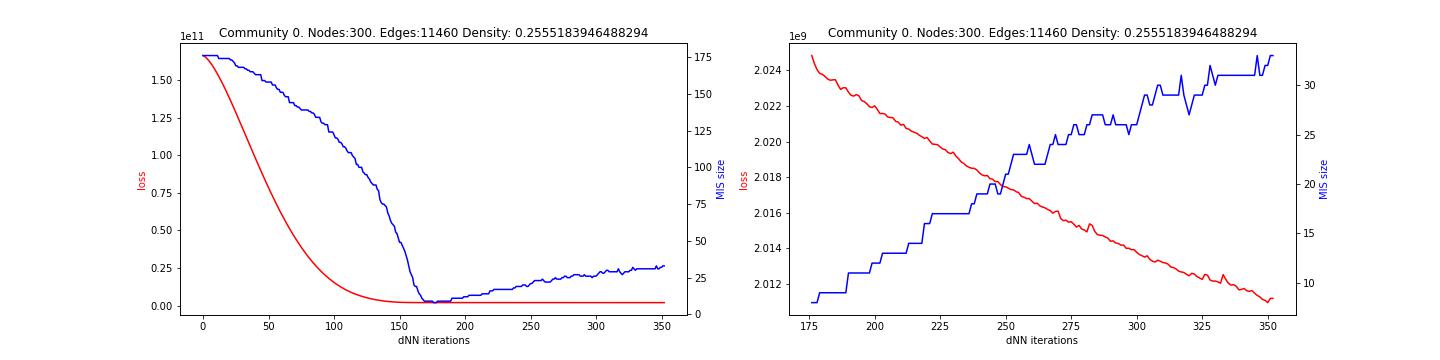 Community 0. Nodes:300. Edges:11460 Density: 0.2555183946488294
1e11
loss
1.50
1.25
1.00
0.75
0.50
0.25
0.00
0 50 100 150 200 250 300 350
dNN iterations
175
150
125
100
75
50
25
0
MIS size
Community 0. Nodes:300. Edges:11460 Density: 0.2555183946488294
1e9
loss
2.024
2.022
2.020
2.018
2.016
2.014
2.012
175 200 225 250 275 300 325 350
dNN iterations
30
25
20
15
10
MIS size